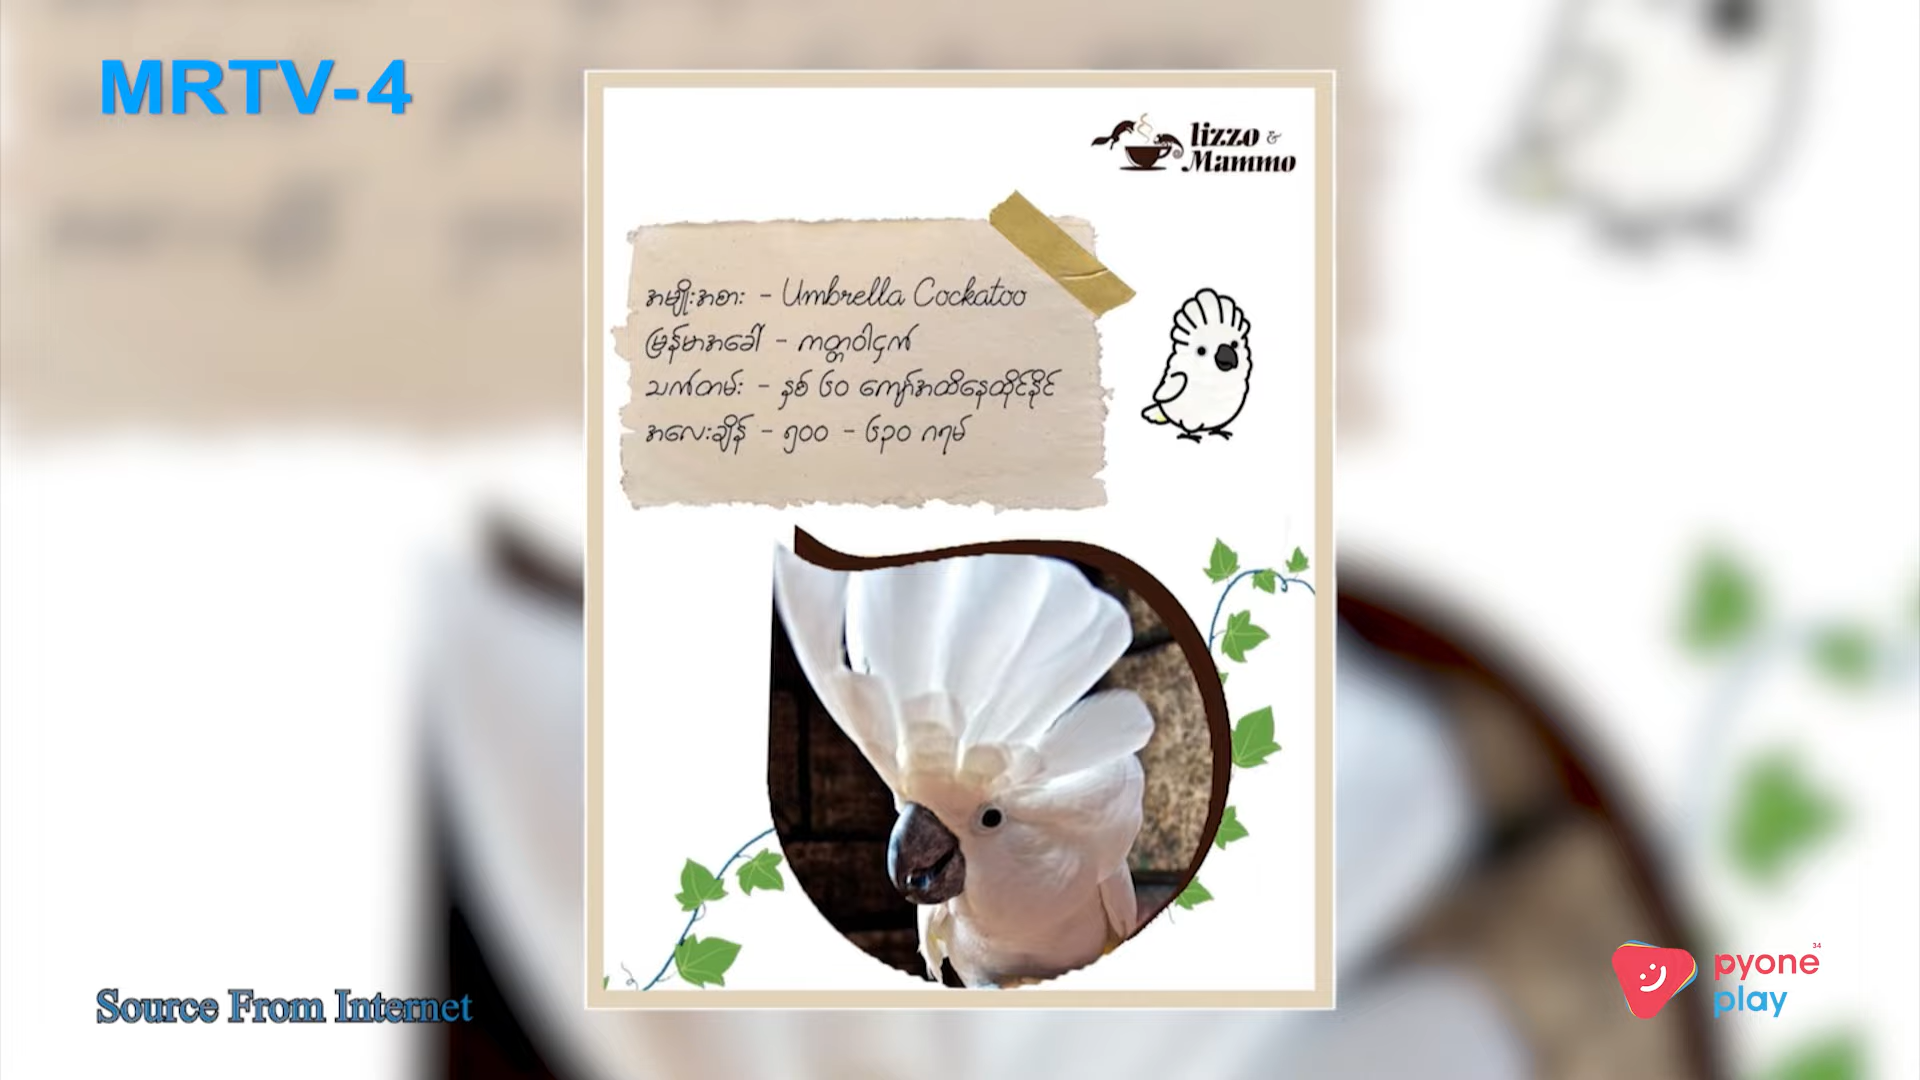 MRTV-4
lizzo &
Mammo
အမျိုးအစား - Umbrella Cockatoo
မြန်မာအခေါ် - ကတ္တဝါငှက်
သက်တမ်း - နှစ် ၆၀ ကျော်အထိနေထိုင်နိုင်
အလေးချိန် - ၅၀၀ - ၆၃၀ ဂရမ်
Source From Internet
pyone 34
play